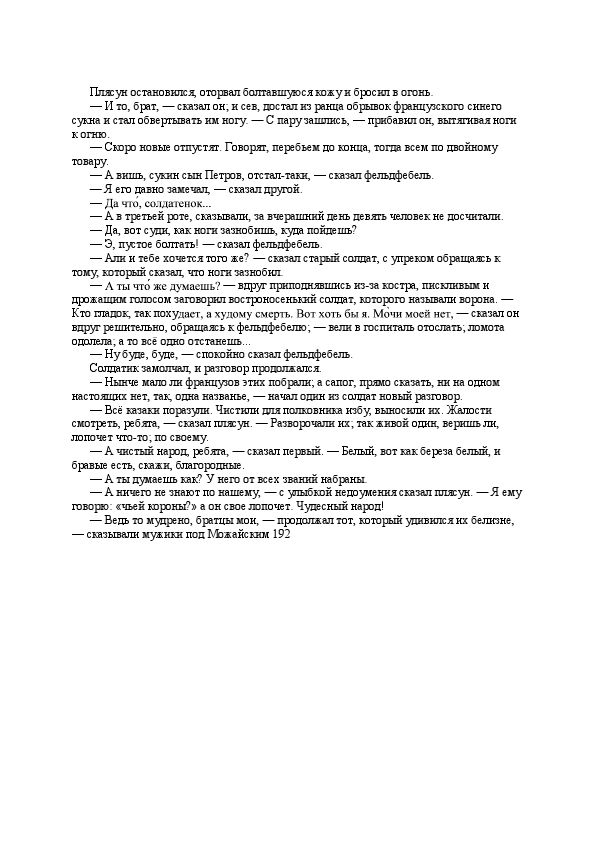 Плясун остановился, оторвал болтавшуюся кожу и бросил в огонь.
— И то, брат, — сказал он; и сев, достал из ранца обрывок французского синего
сукна и стал обвертывать им ногу. — С пару зашлись, — прибавил он, вытягивая ноги
к огню.
— Скоро новые отпустят. Говорят, перебьем до конца, тогда всем по двойному
товару.
— А вишь, сукин сын Петров, отстал-таки, — сказал фельдфебель.
— Я его давно замечал, — сказал другой.
— Да что́, солдатенок...
— А в третьей роте, сказывали, за вчерашний день девять человек не досчитали.
— Да, вот суди, как ноги зазнобишь, куда пойдешь?
— Э, пустое болтать! — сказал фельдфебель.
— Али и тебе хочется того же? — сказал старый солдат, с упреком обращаясь к
тому, который сказал, что ноги зазнобил.
— А ты что́ же думаешь? — вдруг приподнявшись из-за костра, пискливым и
дрожащим голосом заговорил востроносенький солдат, которого называли ворона. —
Кто гладок, так похудает, а худому смерть. Вот хоть бы я. Мо́чи моей нет, — сказал он
вдруг решительно, обращаясь к фельдфебелю; — вели в госпиталь отослать; ломота
одолела; а то всё одно отстанешь...
— Ну буде, буде, — спокойно сказал фельдфебель.
Солдатик замолчал, и разговор продолжался.
— Нынче мало ли французов этих побрали; а сапог, прямо сказать, ни на одном
настоящих нет, так, одна названье, — начал один из солдат новый разговор.
— Всё казаки поразули. Чистили для полковника избу, выносили их. Жалости
смотреть, ребята, — сказал плясун. — Разворочали их; так живой один, веришь ли,
лопочет что-то; по своему.
— А чистый народ, ребята, — сказал первый. — Белый, вот как береза белый, и
бравые есть, скажи, благородные.
— А ты думаешь как? У него от всех званий набраны.
— А ничего не знают по нашему, — с улыбкой недоумения сказал плясун. — Я ему
говорю: «чьей короны?» а он свое лопочет. Чудесный народ!
— Ведь то мудрено, братцы мои, — продолжал тот, который удивился их белизне,
— сказывали мужики под Можайским 192